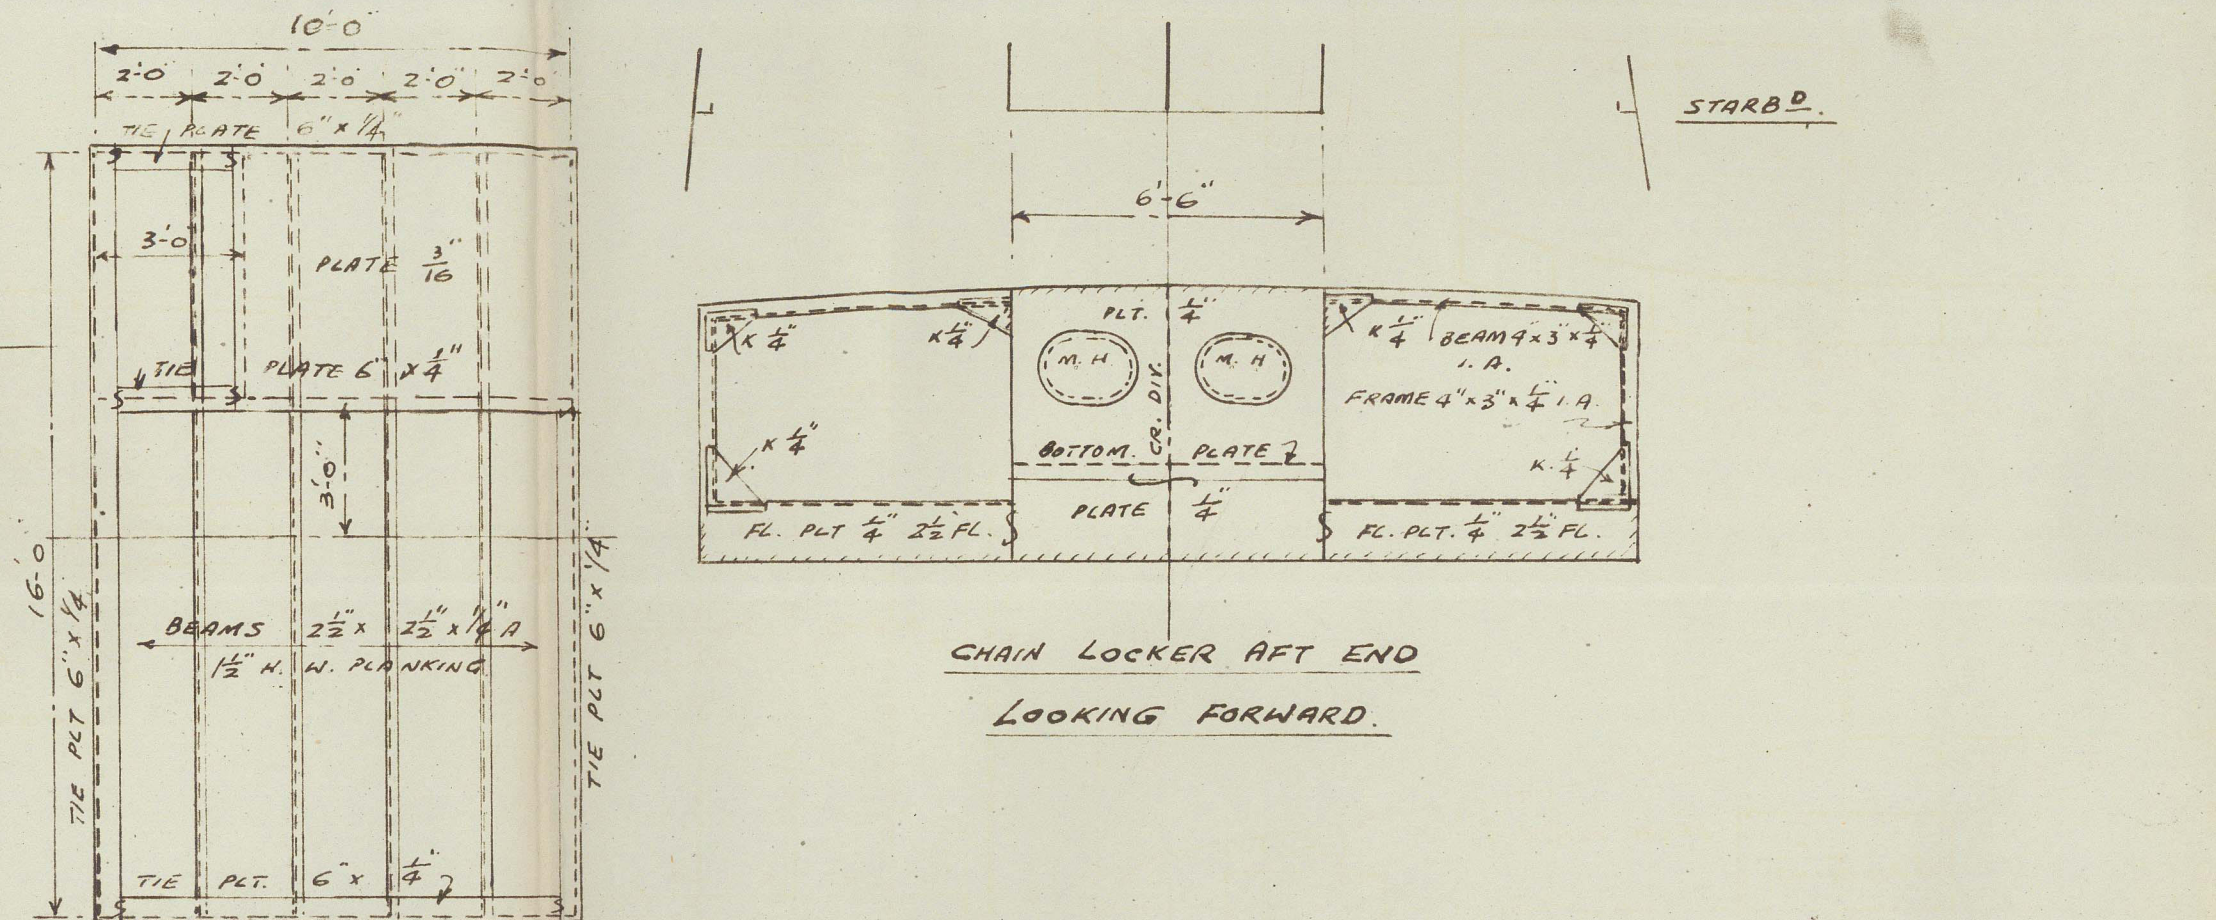 10'-0"
2'-0" 2'-0" 2'-0" 2'-0" 2'-0"
TIE PLATE 6" x 1/4"
3'-0"
PLATE 3/16"
TIE PLATE 6" x 1/4"
3'-0"
16'-0
TIE PLT 6" x 1/4
BEAMS 2 1/2" x 2 1/2" x 1/4" A
1 1/2" H. W. PLANKING
TIE PLT 6" x 1/4"
TIE PLT. 6" x 1/4"
STARBD.
6'-6"
PLT. 1/4"
K 1/4" K 1/4" K 1/4" BEAM 4 x 3" x 1/4"
I. A.
M. H M. H
FRAME 4" x 3" x 1/4" I. A.
CR. DIV.
K 1/4"
BOTTOM. PLATE
K. 1/4"
PLATE 1/4"
FL. PLT 1/4" 2 1/2" FL.
FL. PLT. 1/4" 2 1/2" FL.
CHAIN LOCKER AFT END
LOOKING FORWARD.